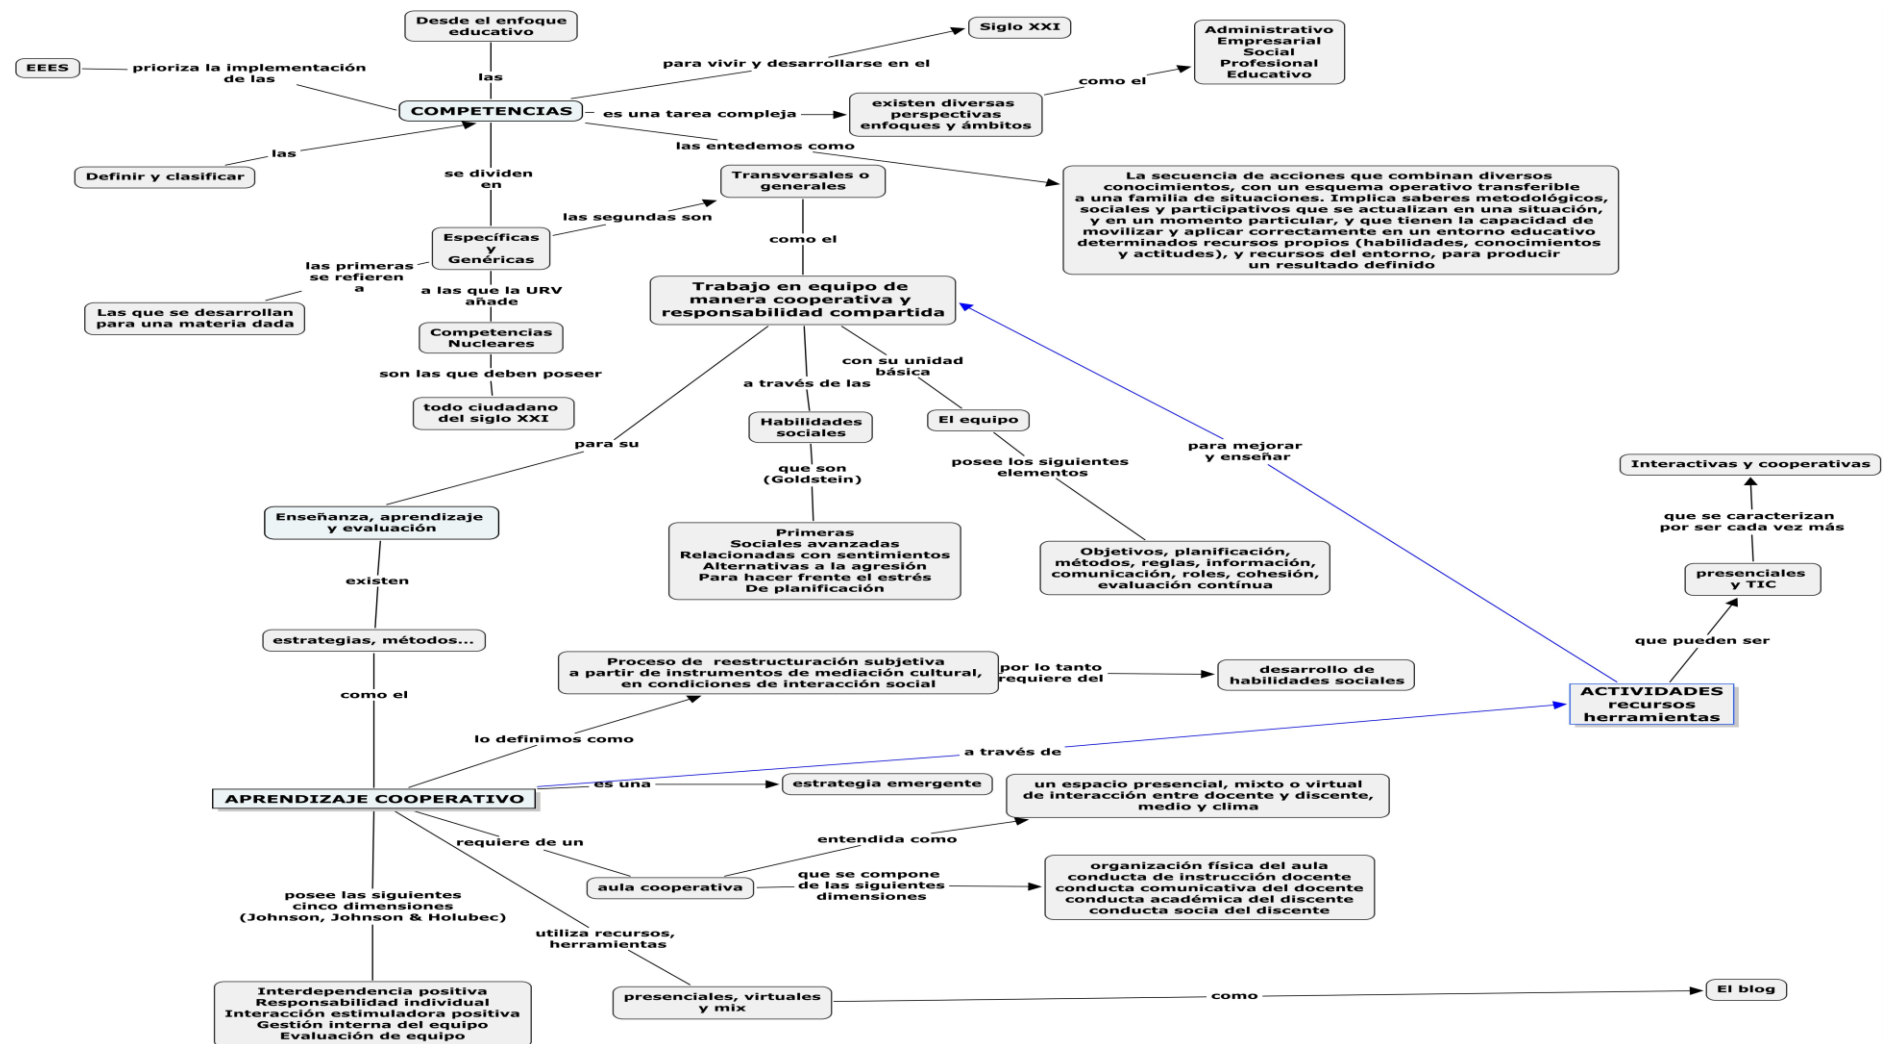 Desde el enfoque
educativo
Siglo XXI
Administrativo
Empresarial
Social
Profesional
Educativo
EEES
prioriza la implementación
de las
las
para vivir y desarrollarse en el
como el
COMPETENCIAS
es una tarea compleja
existen diversas
perspectivas
enfoques y ámbitos
las
las entedemos como
Definir y clasificar
se dividen
en
Transversales o
generales
La secuencia de acciones que combinan diversos
conocimientos, con un esquema operativo transferible
a una familia de situaciones. Implica saberes metodológicos,
sociales y participativos que se actualizan en una situación,
y en un momento particular, y que tienen la capacidad de
movilizar y aplicar correctamente en un entorno educativo
determinados recursos propios (habilidades, conocimientos
y actitudes), y recursos del entorno, para producir
un resultado definido
las segundas son
Específicas
y
Genéricas
como el
las primeras
se refieren
a
a las que la URV
añade
Trabajo en equipo de
manera cooperativa y
responsabilidad compartida
Las que se desarrollan
para una materia dada
Competencias
Nucleares
son las que deben poseer
con su unidad
básica
a través de las
todo ciudadano
del siglo XXI
Habilidades
sociales
El equipo
para su
para mejorar
y enseñar
que son
(Goldstein)
posee los siguientes
elementos
Interactivas y cooperativas
Enseñanza, aprendizaje
y evaluación
que se caracterizan
por ser cada vez más
Primeras
Sociales avanzadas
Relacionadas con sentimientos
Alternativas a la agresión
Para hacer frente el estrés
De planificación
Objetivos, planificación,
métodos, reglas, información,
comunicación, roles, cohesión,
evaluación contínua
existen
presenciales
y TIC
estrategias, métodos...
que pueden ser
Proceso de reestructuración subjetiva
a partir de instrumentos de mediación cultural,
en condiciones de interacción social
por lo tanto
requiere del
desarrollo de
habilidades sociales
como el
ACTIVIDADES
recursos
herramientas
lo definimos como
a través de
es una
estrategia emergente
un espacio presencial, mixto o virtual
de interacción entre docente y discente,
medio y clima
APRENDIZAJE COOPERATIVO
requiere de un
entendida como
aula cooperativa
que se compone
de las siguientes
dimensiones
organización física del aula
conducta de instrucción docente
conducta comunicativa del docente
conducta académica del discente
conducta socia del discente
posee las siguientes
cinco dimensiones
(Johnson, Johnson & Holubec)
utiliza recursos,
herramientas
Interdependencia positiva
Responsabilidad individual
Interacción estimuladora positiva
Gestión interna del equipo
Evaluación de equipo
presenciales, virtuales
y mix
como
El blog